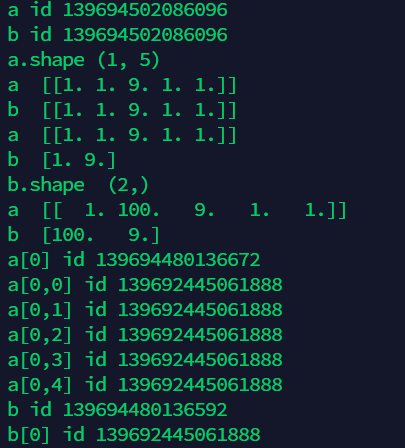 a id 139694502086096
b id 139694502086096
a.shape (1, 5)
a  [[1. 1. 9. 1. 1.]]
b  [[1. 1. 9. 1. 1.]]
a  [[1. 1. 9. 1. 1.]]
b  [1. 9.]
b.shape  (2,)
a  [[  1. 100.   9.   1.   1.]]
b  [100.   9.]
a[0] id 139694480136672
a[0,0] id 139692445061888
a[0,1] id 139692445061888
a[0,2] id 139692445061888
a[0,3] id 139692445061888
a[0,4] id 139692445061888
b id 139694480136592
b[0] id 139692445061888